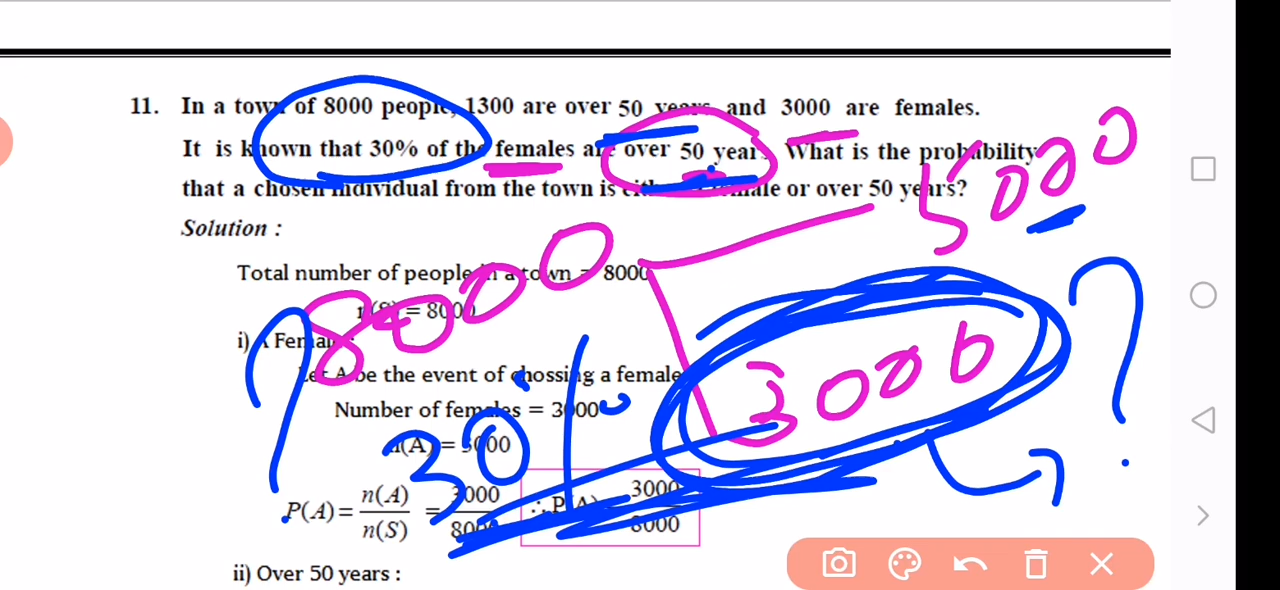 11. In a town of 8000 people, 1300 are over 50 years and 3000 are females.
It is known that 30% of the females are over 50 years. What is the probability
that a chosen individual from the town is either a female or over 50 years?
Solution :
5000
Total number of people in a town = 8000
8000
n(S) = 8000
i) A Female :
3000
Let A be the event of chossing a female
Number of females = 3000
30
n(A) = 3000
P(A) = n(A) / n(S) = 3000 / 8000 ∴ P(A) = 3000 / 8000
ii) Over 50 years :